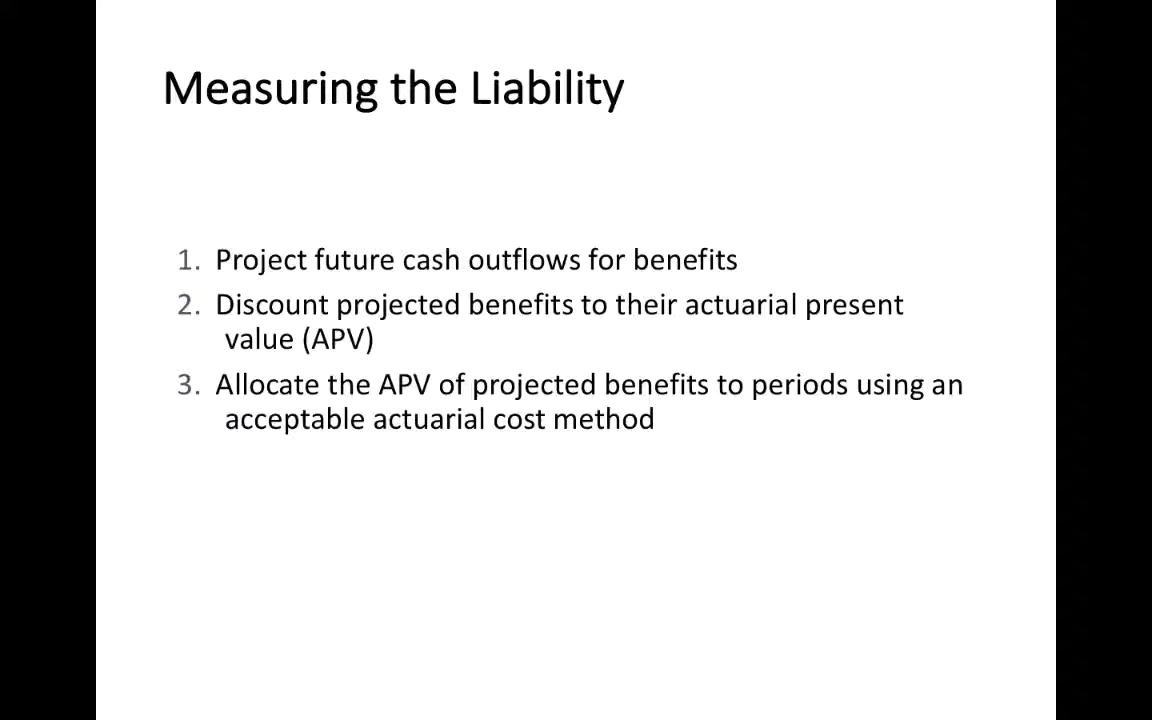 Measuring the Liability
1. Project future cash outflows for benefits
2. Discount projected benefits to their actuarial present
value (APV)
3. Allocate the APV of projected benefits to periods using an
acceptable actuarial cost method